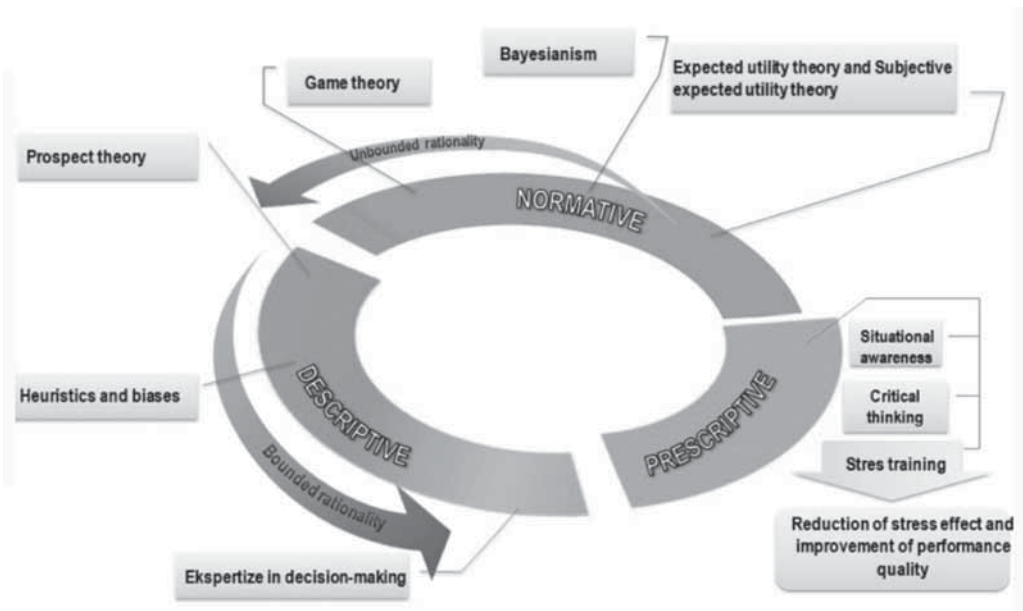 Bayesianism
Game theory
Expected utility theory and Subjective
expected utility theory
Prospect theory
Unbounded rationality
NORMATIVE
Situational
awareness
Critical
thinking
Stres training
Reduction of stress effect and
improvement of performance
quality
PRESCRIPTIVE
Heuristics and biases
DESCRIPTIVE
Bounded rationality
Ekspertize in decision-making